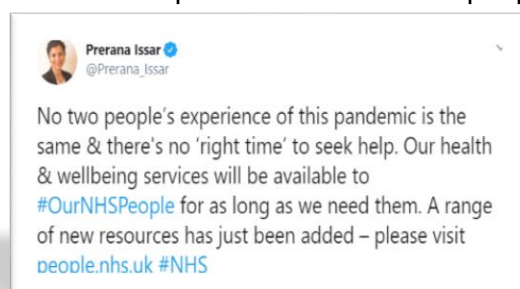 Prerana Issar
@Prerana_Issar
No two people's experience of this pandemic is the
same & there's no 'right time' to seek help. Our health
& wellbeing services will be available to
#OurNHSPeople for as long as we need them. A range
of new resources has just been added – please visit
people.nhs.uk #NHS